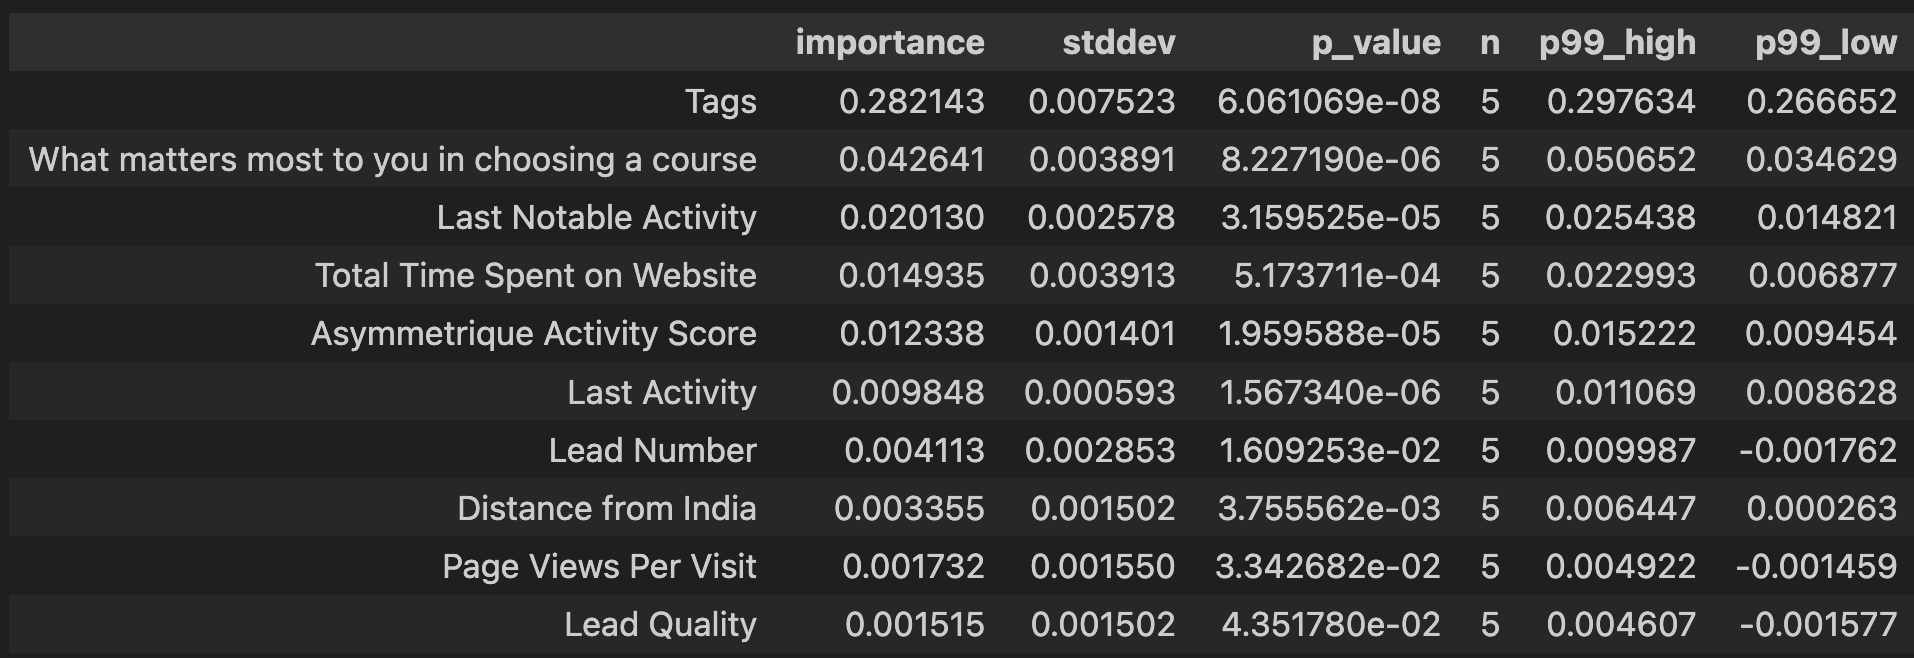 importance stddev p_value n p99_high p99_low
Tags 0.282143 0.007523 6.061069e-08 5 0.297634 0.266652
What matters most to you in choosing a course 0.042641 0.003891 8.227190e-06 5 0.050652 0.034629
Last Notable Activity 0.020130 0.002578 3.159525e-05 5 0.025438 0.014821
Total Time Spent on Website 0.014935 0.003913 5.173711e-04 5 0.022993 0.006877
Asymmetrique Activity Score 0.012338 0.001401 1.959588e-05 5 0.015222 0.009454
Last Activity 0.009848 0.000593 1.567340e-06 5 0.011069 0.008628
Lead Number 0.004113 0.002853 1.609253e-02 5 0.009987 -0.001762
Distance from India 0.003355 0.001502 3.755562e-03 5 0.006447 0.000263
Page Views Per Visit 0.001732 0.001550 3.342682e-02 5 0.004922 -0.001459
Lead Quality 0.001515 0.001502 4.351780e-02 5 0.004607 -0.001577